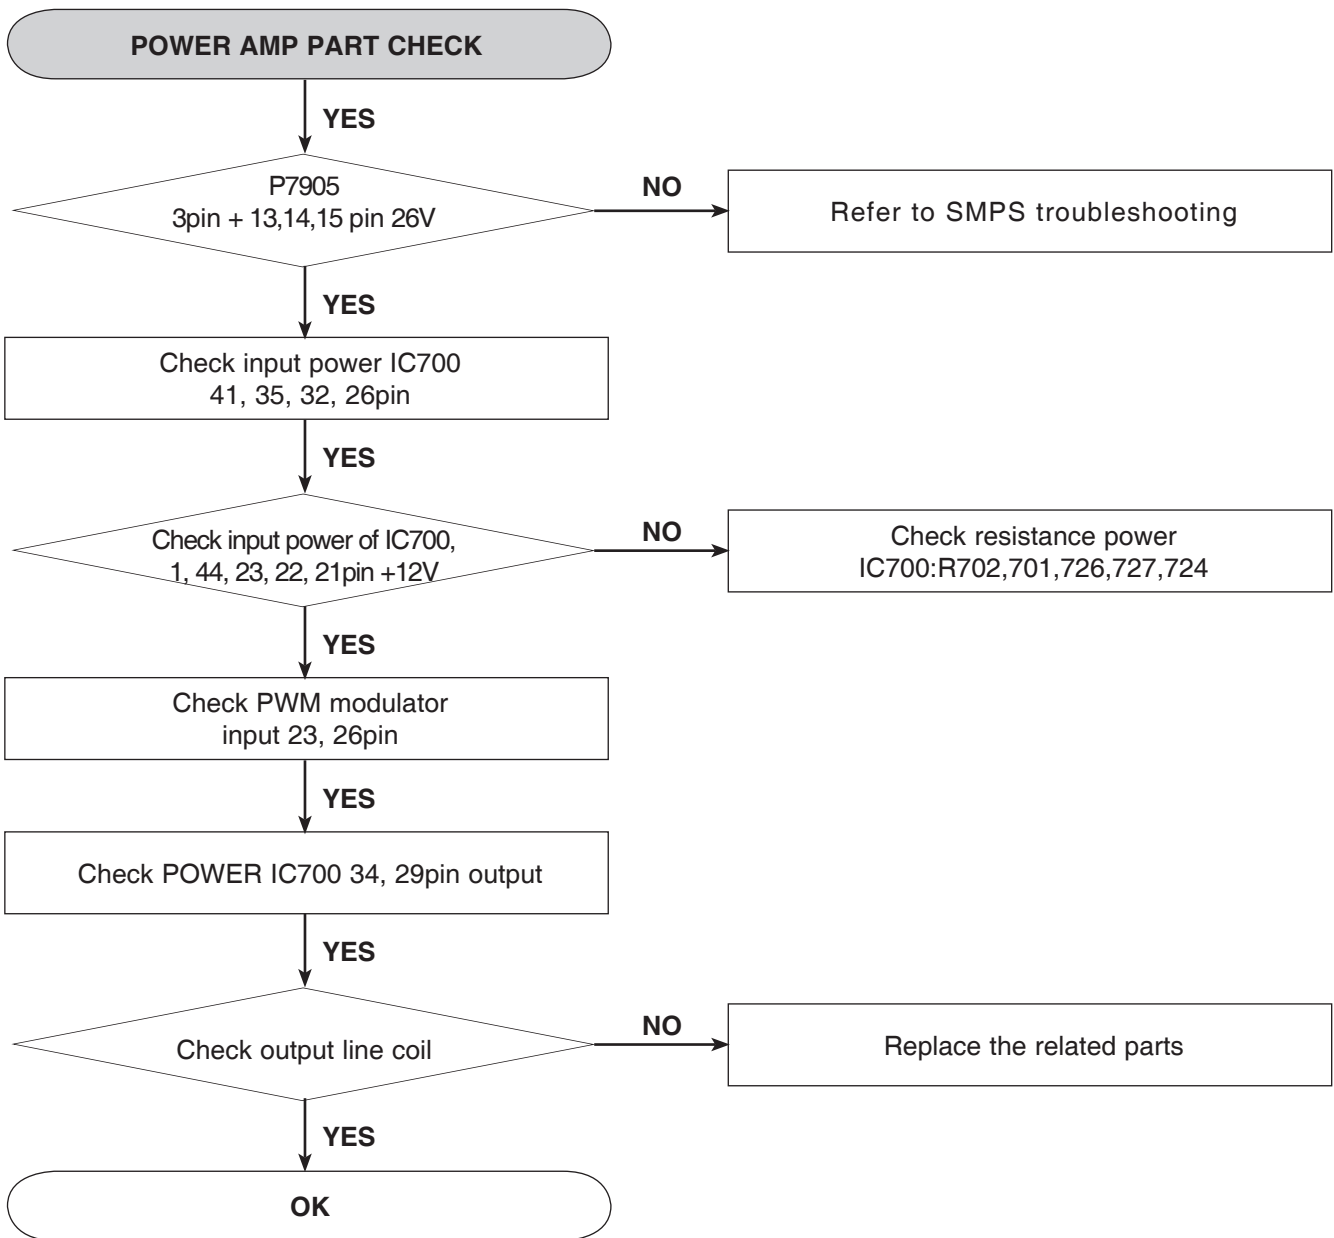 POWER AMP PART CHECK
YES
P7905
3pin + 13,14,15 pin 26V
NO
Refer to SMPS troubleshooting
YES
Check input power IC700
41, 35, 32, 26pin
YES
Check input power of IC700,
1, 44, 23, 22, 21pin +12V
NO
Check resistance power
IC700:R702,701,726,727,724
YES
Check PWM modulator
input 23, 26pin
YES
Check POWER IC700 34, 29pin output
YES
Check output line coil
NO
Replace the related parts
YES
OK